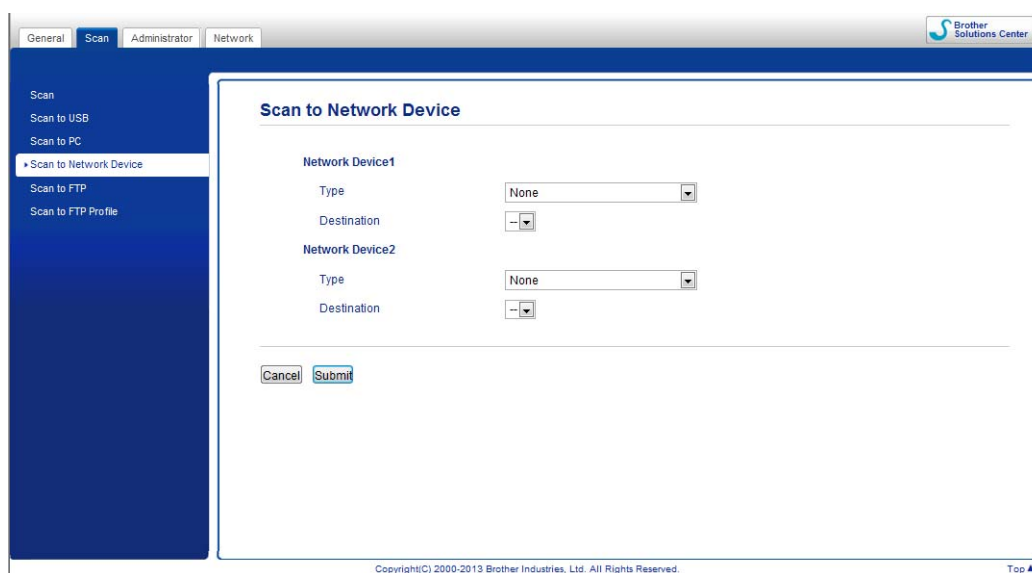 General Scan Administrator Network
Brother
Solutions Center
Scan
Scan to USB
Scan to PC
Scan to Network Device
Scan to FTP
Scan to FTP Profile
Scan to Network Device
Network Device1
Type None
Destination --
Network Device2
Type None
Destination --
Cancel Submit
Copyright(C) 2000-2013 Brother Industries, Ltd. All Rights Reserved.
Top